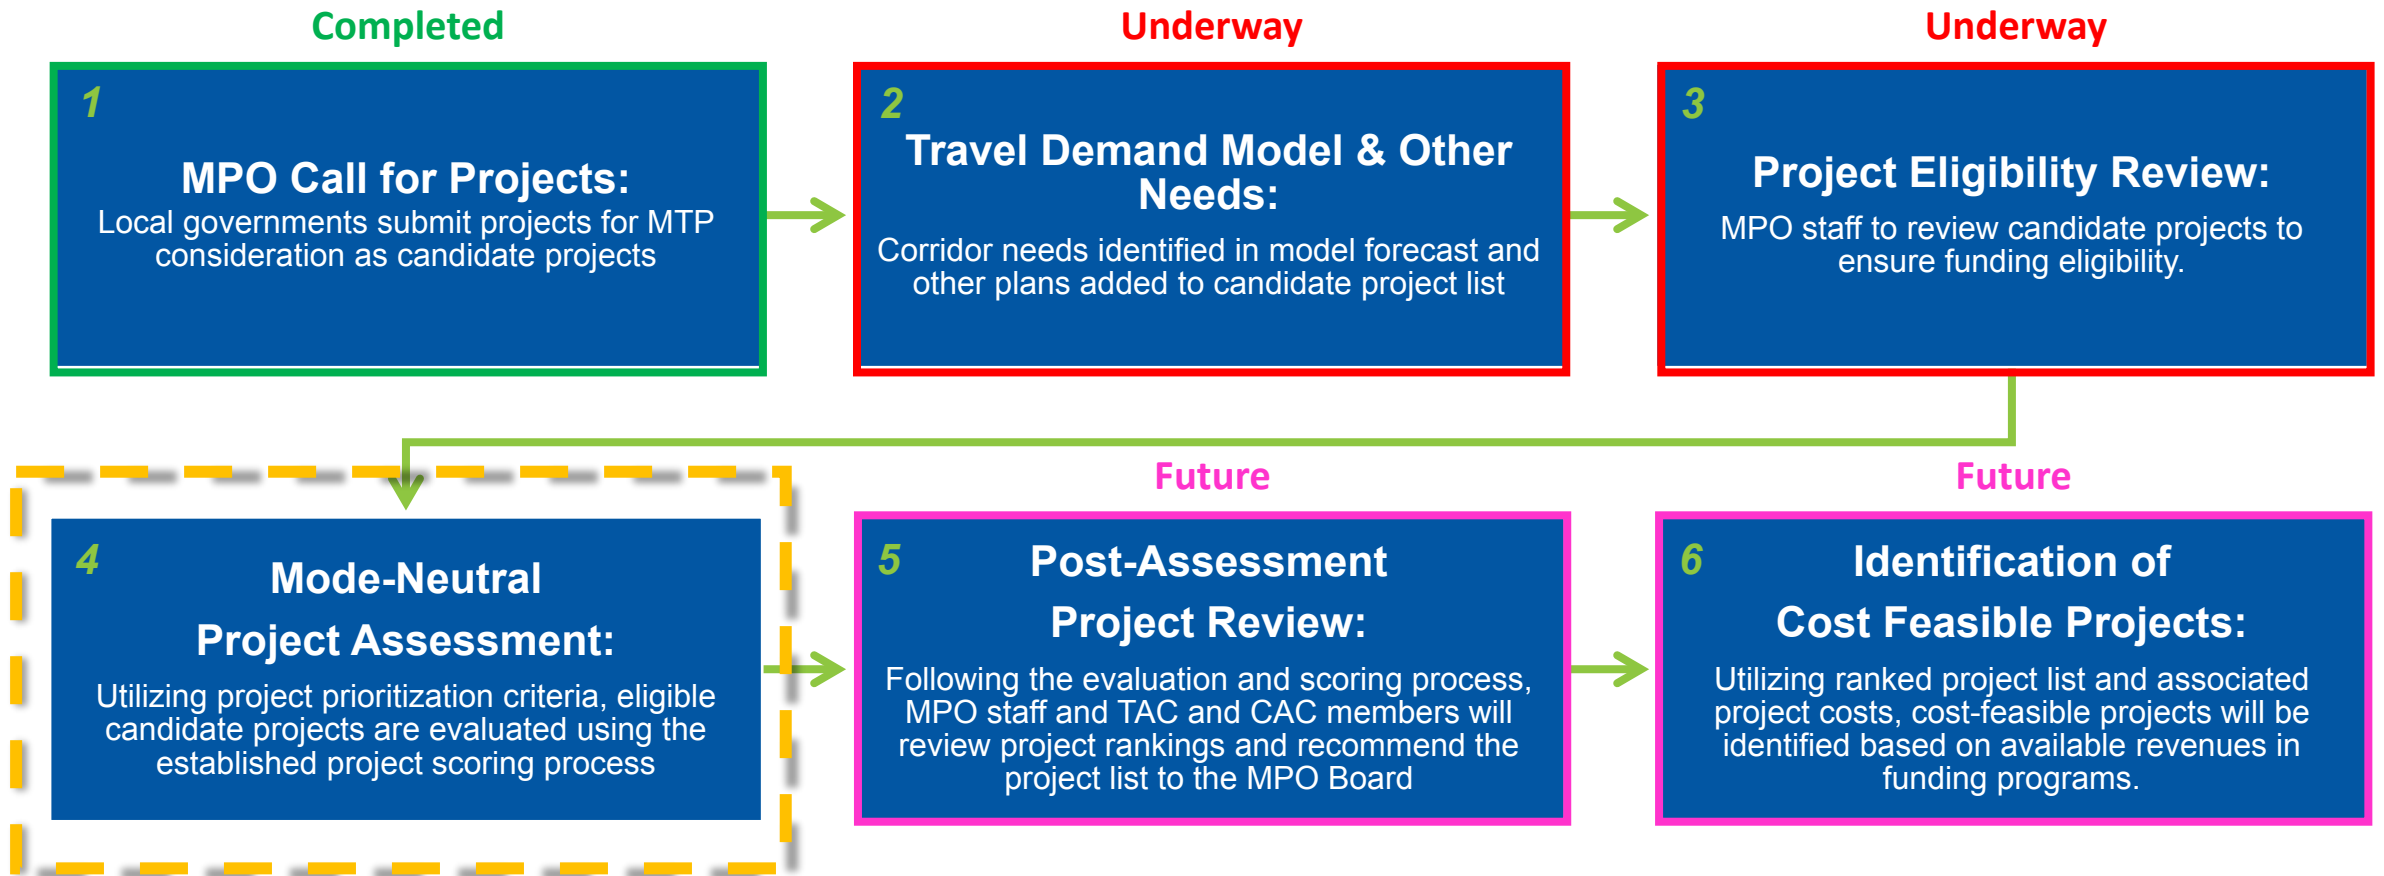 Completed
Underway
Underway
1
MPO Call for Projects:
Local governments submit projects for MTP
consideration as candidate projects
2
Travel Demand Model & Other
Needs:
Corridor needs identified in model forecast and
other plans added to candidate project list
3
Project Eligibility Review:
MPO staff to review candidate projects to
ensure funding eligibility.
4
Mode-Neutral
Project Assessment:
Utilizing project prioritization criteria, eligible
candidate projects are evaluated using the
established project scoring process
Future
5
Post-Assessment
Project Review:
Following the evaluation and scoring process,
MPO staff and TAC and CAC members will
review project rankings and recommend the
project list to the MPO Board
Future
6
Identification of
Cost Feasible Projects:
Utilizing ranked project list and associated
project costs, cost-feasible projects will be
identified based on available revenues in
funding programs.